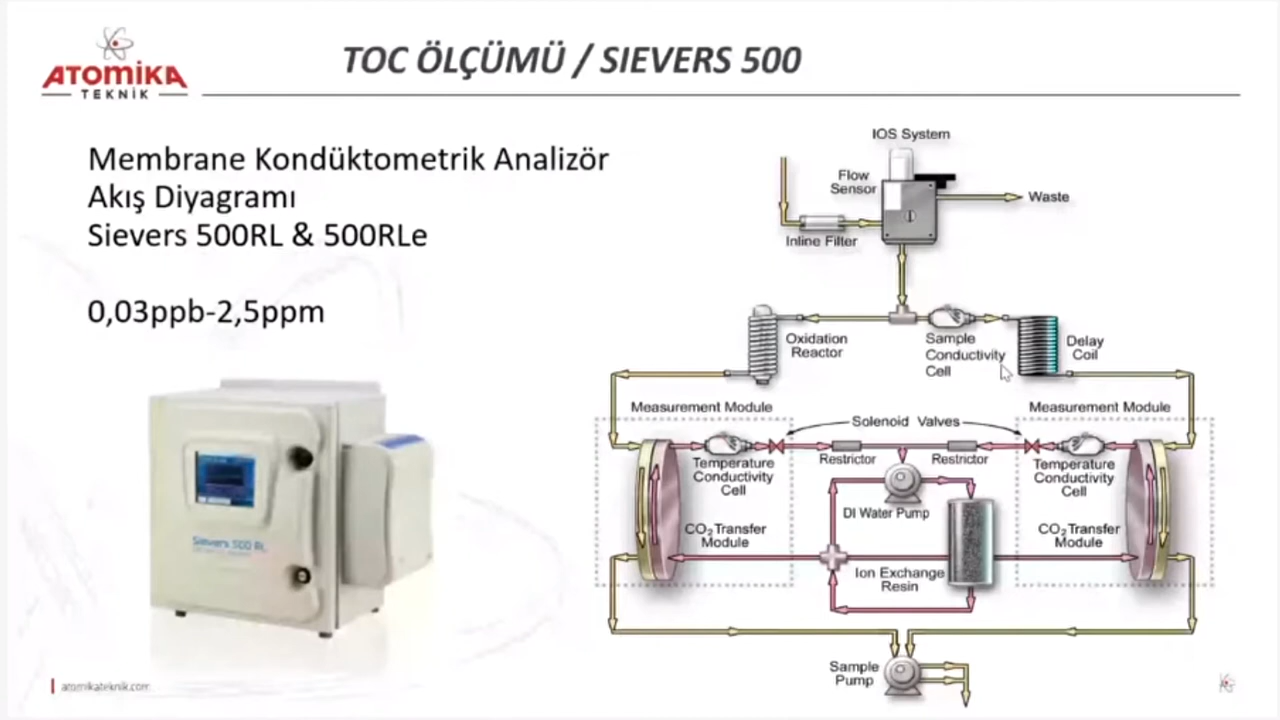 ATOMİKA
TEKNİK
TOC ÖLÇÜMÜ / SIEVERS 500
Membrane Kondüktometrik Analizör
Akış Diyagramı
Sievers 500RL & 500RLe
0,03ppb-2,5ppm
IOS System
Flow
Sensor
Waste
Inline Filter
Oxidation
Reactor
Sample
Conductivity
Cell
Delay
Coil
Measurement Module
Solenoid Valves
Measurement Module
Temperature
Conductivity
Cell
Restrictor
Restrictor
Temperature
Conductivity
Cell
DI Water Pump
CO₂ Transfer
Module
CO₂ Transfer
Module
Ion Exchange
Resin
Sample
Pump
Sievers 500 RL
atomikateknik.com